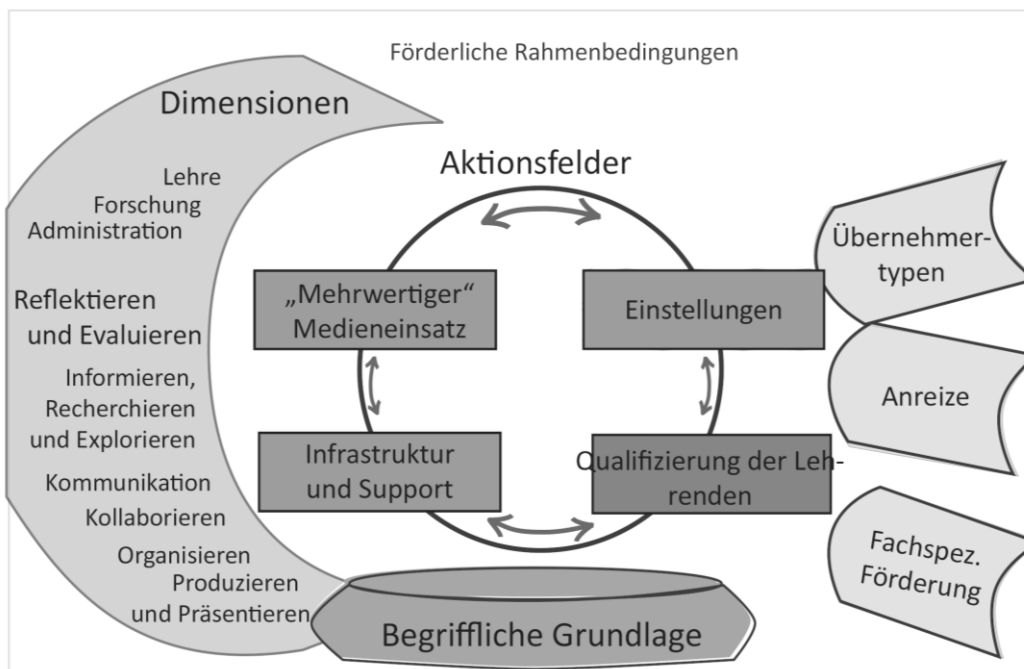 Förderliche Rahmenbedingungen
Dimensionen
Lehre
Forschung
Administration
Reflektieren
und Evaluieren
Informieren,
Recherchieren
und Explorieren
Kommunikation
Kollaborieren
Organisieren
Produzieren
und Präsentieren
Aktionsfelder
„Mehrwertiger“
Medieneinsatz
Einstellungen
Infrastruktur
und Support
Qualifizierung der Leh-
renden
Begriffliche Grundlage
Übernehmer-
typen
Anreize
Fachspez.
Förderung